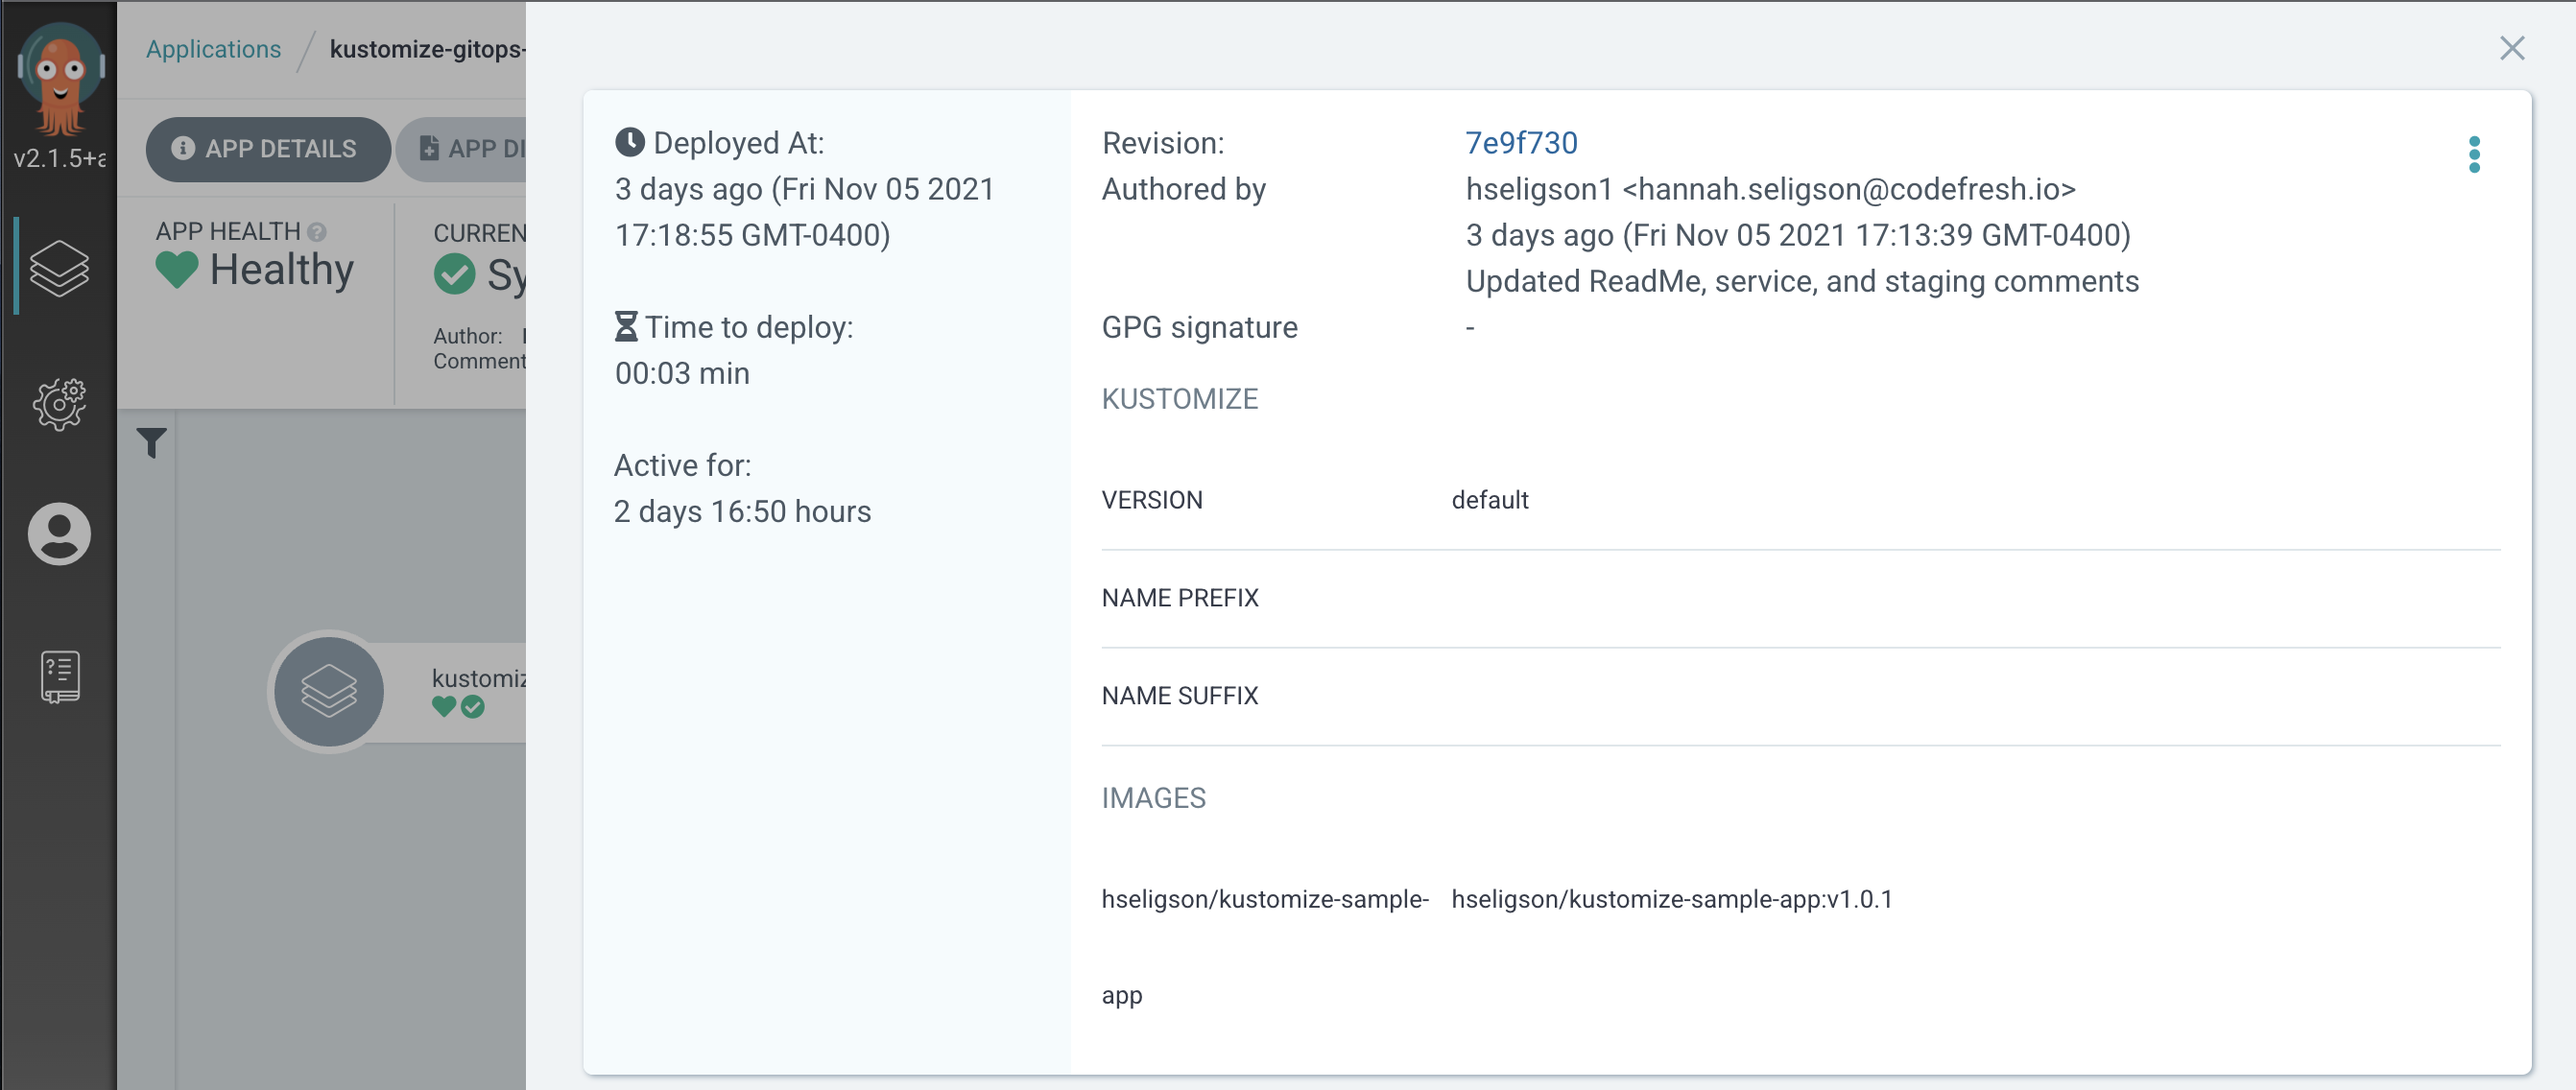 v2.1.5+a
Applications / kustomize-gitops-
APP DETAILS
APP DI
APP HEALTH ?
Healthy
CURREN
Sy
Author:
Comment
kustomiz
Deployed At:
3 days ago (Fri Nov 05 2021
17:18:55 GMT-0400)
Time to deploy:
00:03 min
Active for:
2 days 16:50 hours
Revision: 7e9f730
Authored by hseligson1 <hannah.seligson@codefresh.io>
3 days ago (Fri Nov 05 2021 17:13:39 GMT-0400)
Updated ReadMe, service, and staging comments
GPG signature -
KUSTOMIZE
VERSION default
NAME PREFIX
NAME SUFFIX
IMAGES
hseligson/kustomize-sample- hseligson/kustomize-sample-app:v1.0.1
app